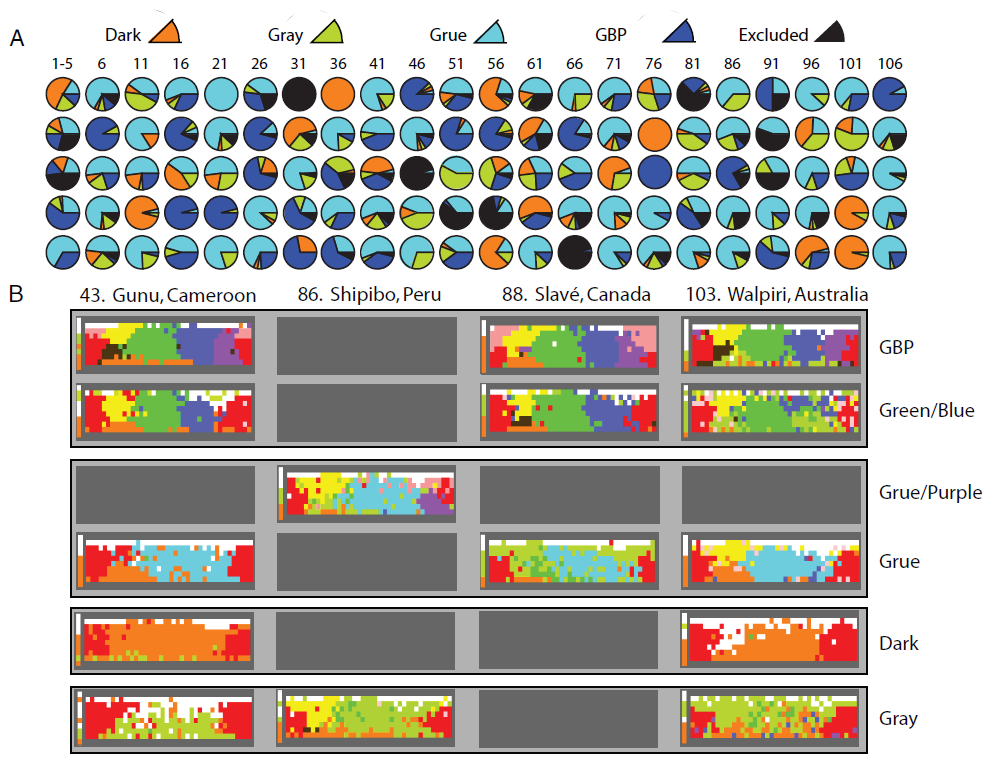 A
Dark Gray Grue GBP Excluded
1-5 6 11 16 21 26 31 36 41 46 51 56 61 66 71 76 81 86 91 96 101 106
B
43. Gunu, Cameroon 86. Shipibo, Peru 88. Slavé, Canada 103. Walpiri, Australia
GBP
Green/Blue
Grue/Purple
Grue
Dark
Gray